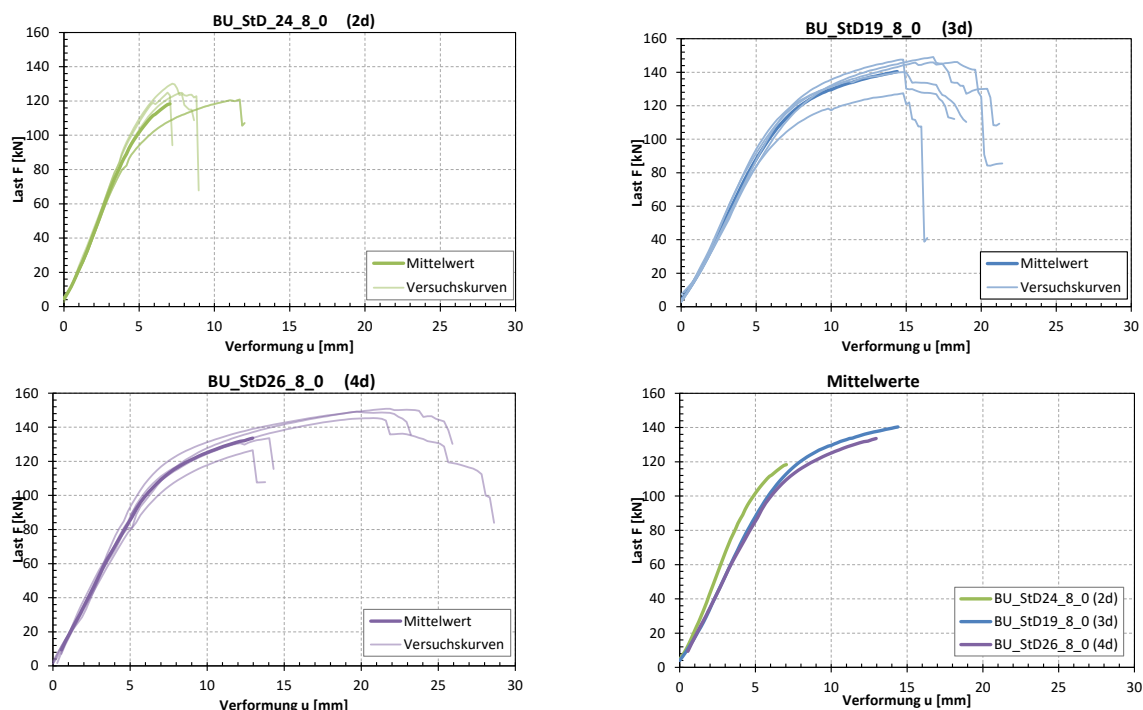 BU_StD_24_8_0 (2d)
Last F [kN]
160
140
120
100
80
60
40
20
0
Mittelwert
Versuchskurven
0 5 10 15 20 25 30
Verformung u [mm]
BU_StD19_8_0 (3d)
Last F [kN]
160
140
120
100
80
60
40
20
0
Mittelwert
Versuchskurven
0 5 10 15 20 25 30
Verformung u [mm]
BU_StD26_8_0 (4d)
Last F [kN]
160
140
120
100
80
60
40
20
0
Mittelwert
Versuchskurven
0 5 10 15 20 25 30
Verformung u [mm]
Mittelwerte
Last F [kN]
160
140
120
100
80
60
40
20
0
BU_StD24_8_0 (2d)
BU_StD19_8_0 (3d)
BU_StD26_8_0 (4d)
0 5 10 15 20 25 30
Verformung u [mm]